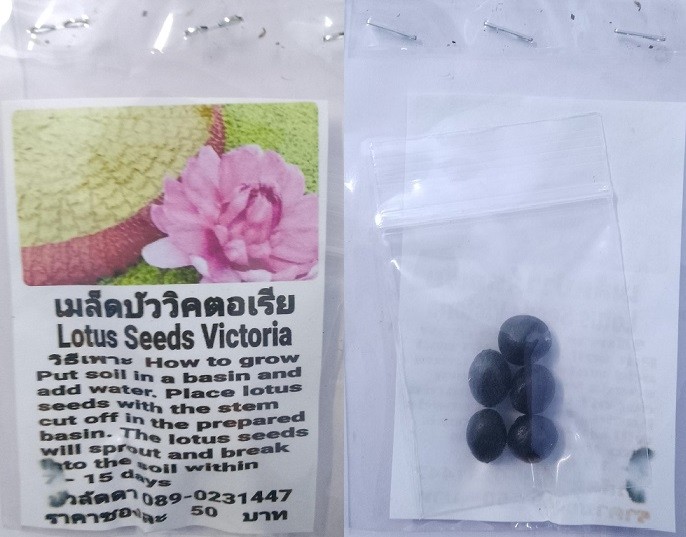 เมล็ดบัววิคตอเรีย
Lotus Seeds Victoria
วิธีเพาะ How to grow
Put soil in a basin and
add water. Place lotus
seeds with the stem
cut off in the prepared
basin. The lotus seeds
will sprout and break
into the soil within
7 - 15 days
089-0231447
ราคาซองละ 50 บาท